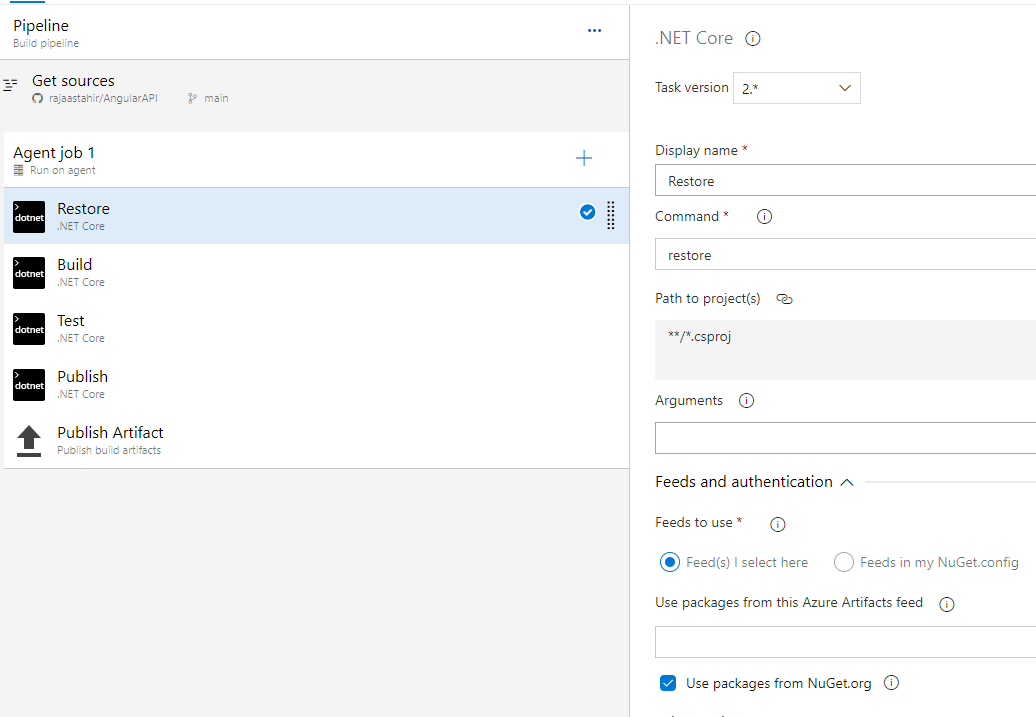 Pipeline
Build pipeline
...
Get sources
rajaastahir/AngularAPI main
Agent job 1
Run on agent
>
dotnet
Restore
.NET Core
>
dotnet
Build
.NET Core
>
dotnet
Test
.NET Core
>
dotnet
Publish
.NET Core
Publish Artifact
Publish build artifacts
.NET Core
Task version 2.*
Display name *
Restore
Command *
restore
Path to project(s)
**/*.csproj
Arguments
Feeds and authentication
Feeds to use *
Feed(s) I select here Feeds in my NuGet.config
Use packages from this Azure Artifacts feed
Use packages from NuGet.org